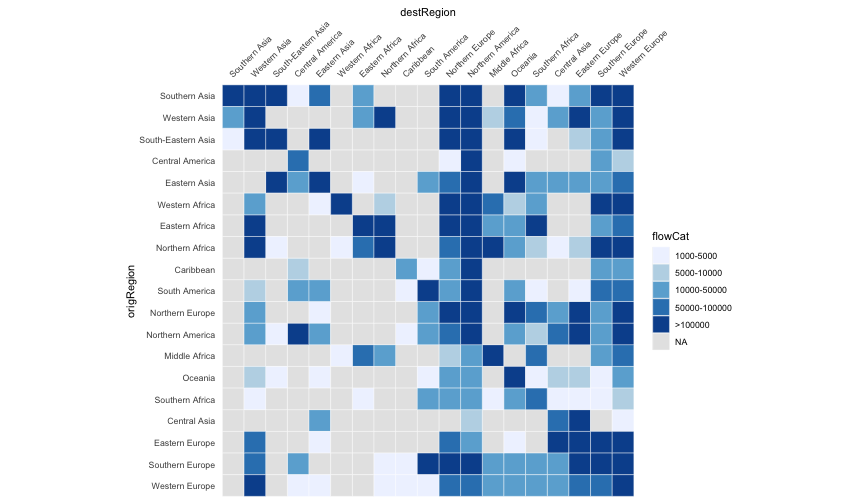 destRegion
Southern Asia
Western Asia
South-Eastern Asia
Central America
Eastern Asia
Western Africa
Eastern Africa
Northern Africa
Caribbean
South America
Northern Europe
Northern America
Middle Africa
Oceania
Southern Africa
Central Asia
Eastern Europe
Southern Europe
Western Europe
origRegion
Southern Asia
Western Asia
South-Eastern Asia
Central America
Eastern Asia
Western Africa
Eastern Africa
Northern Africa
Caribbean
South America
Northern Europe
Northern America
Middle Africa
Oceania
Southern Africa
Central Asia
Eastern Europe
Southern Europe
Western Europe
flowCat
1000-5000
5000-10000
10000-50000
50000-100000
>100000
NA